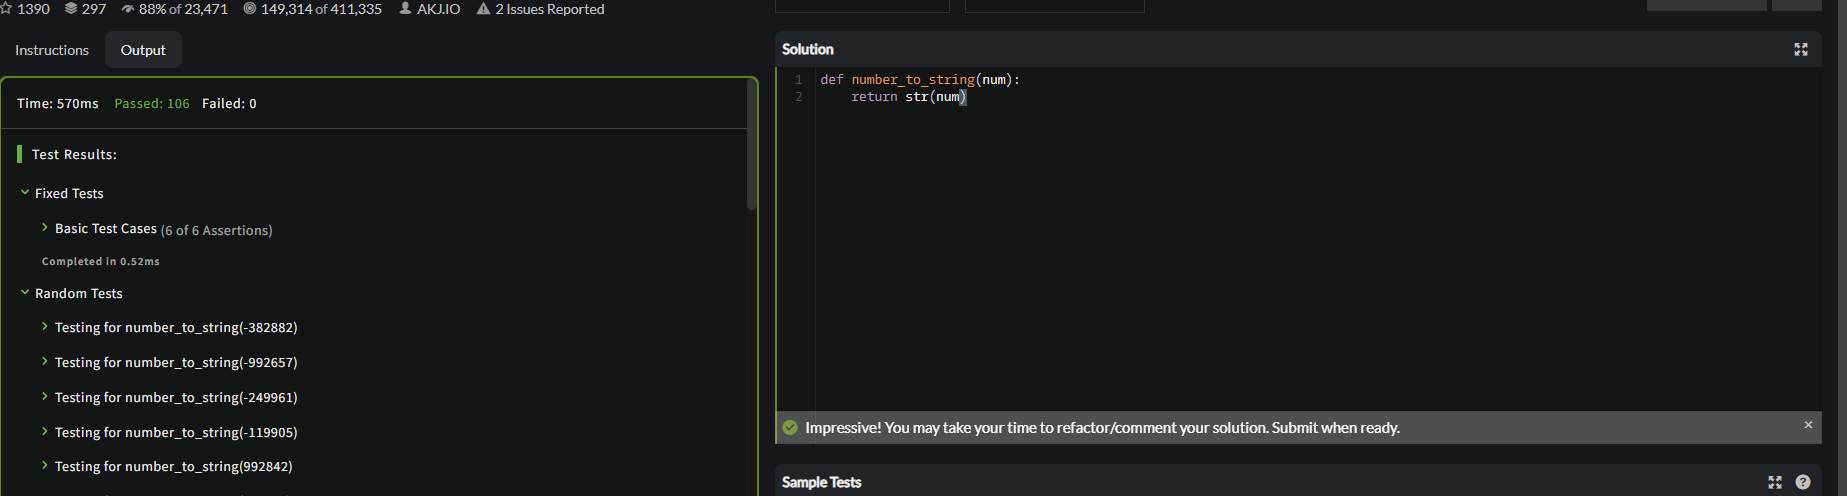 1390 297 88% of 23,471 149,314 of 411,335 AKJ.IO 2 Issues Reported
Instructions Output
Time: 570ms Passed: 106 Failed: 0
Test Results:
Fixed Tests
Basic Test Cases (6 of 6 Assertions)
Completed in 0.52ms
Random Tests
Testing for number_to_string(-382882)
Testing for number_to_string(-992657)
Testing for number_to_string(-249961)
Testing for number_to_string(-119905)
Testing for number_to_string(992842)
Solution
1 def number_to_string(num):
2 return str(num)
Impressive! You may take your time to refactor/comment your solution. Submit when ready. ×
Sample Tests ?